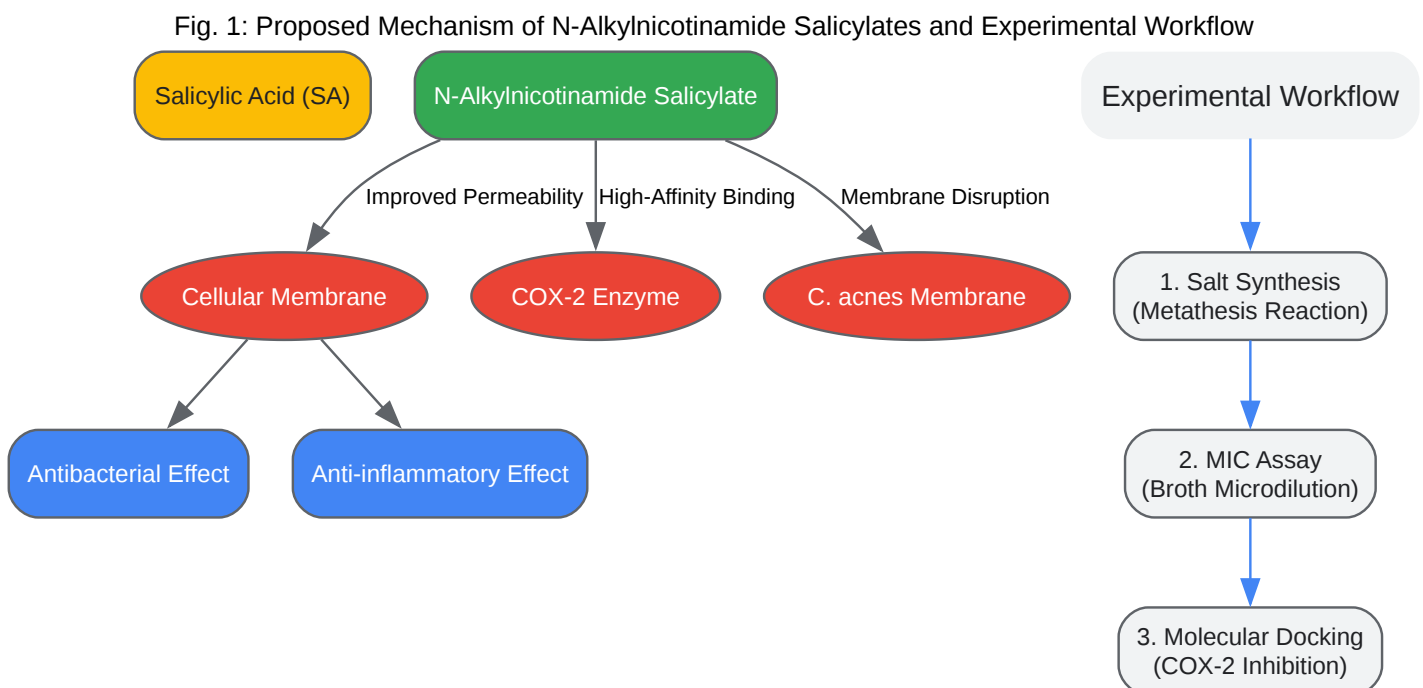 Fig. 1: Proposed Mechanism of N-Alkylnicotinamide Salicylates and Experimental Workflow
Salicylic Acid (SA)
N-Alkylnicotinamide Salicylate
Experimental Workflow
Improved Permeability
High-Affinity Binding
Membrane Disruption
Cellular Membrane
COX-2 Enzyme
C. acnes Membrane
1. Salt Synthesis
(Metathesis Reaction)
Antibacterial Effect
Anti-inflammatory Effect
2. MIC Assay
(Broth Microdilution)
3. Molecular Docking
(COX-2 Inhibition)